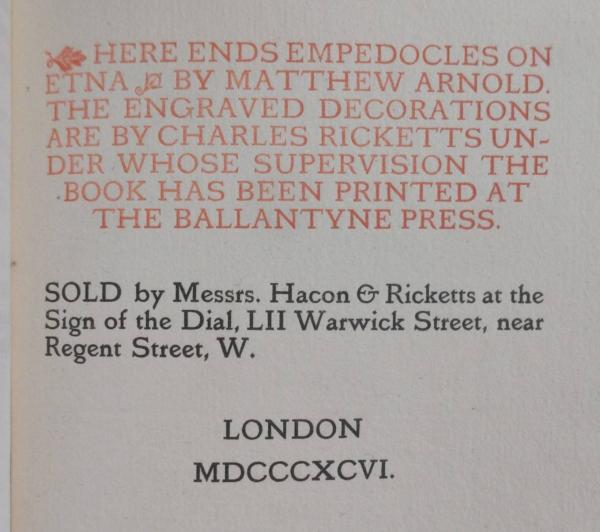 HERE ENDS EMPEDOCLES ON
ETNA BY MATTHEW ARNOLD.
THE ENGRAVED DECORATIONS
ARE BY CHARLES RICKETTS UN-
DER WHOSE SUPERVISION THE
BOOK HAS BEEN PRINTED AT
THE BALLANTYNE PRESS.
SOLD by Messrs. Hacon & Ricketts at the
Sign of the Dial, LII Warwick Street, near
Regent Street, W.
LONDON
MDCCCXCVI.